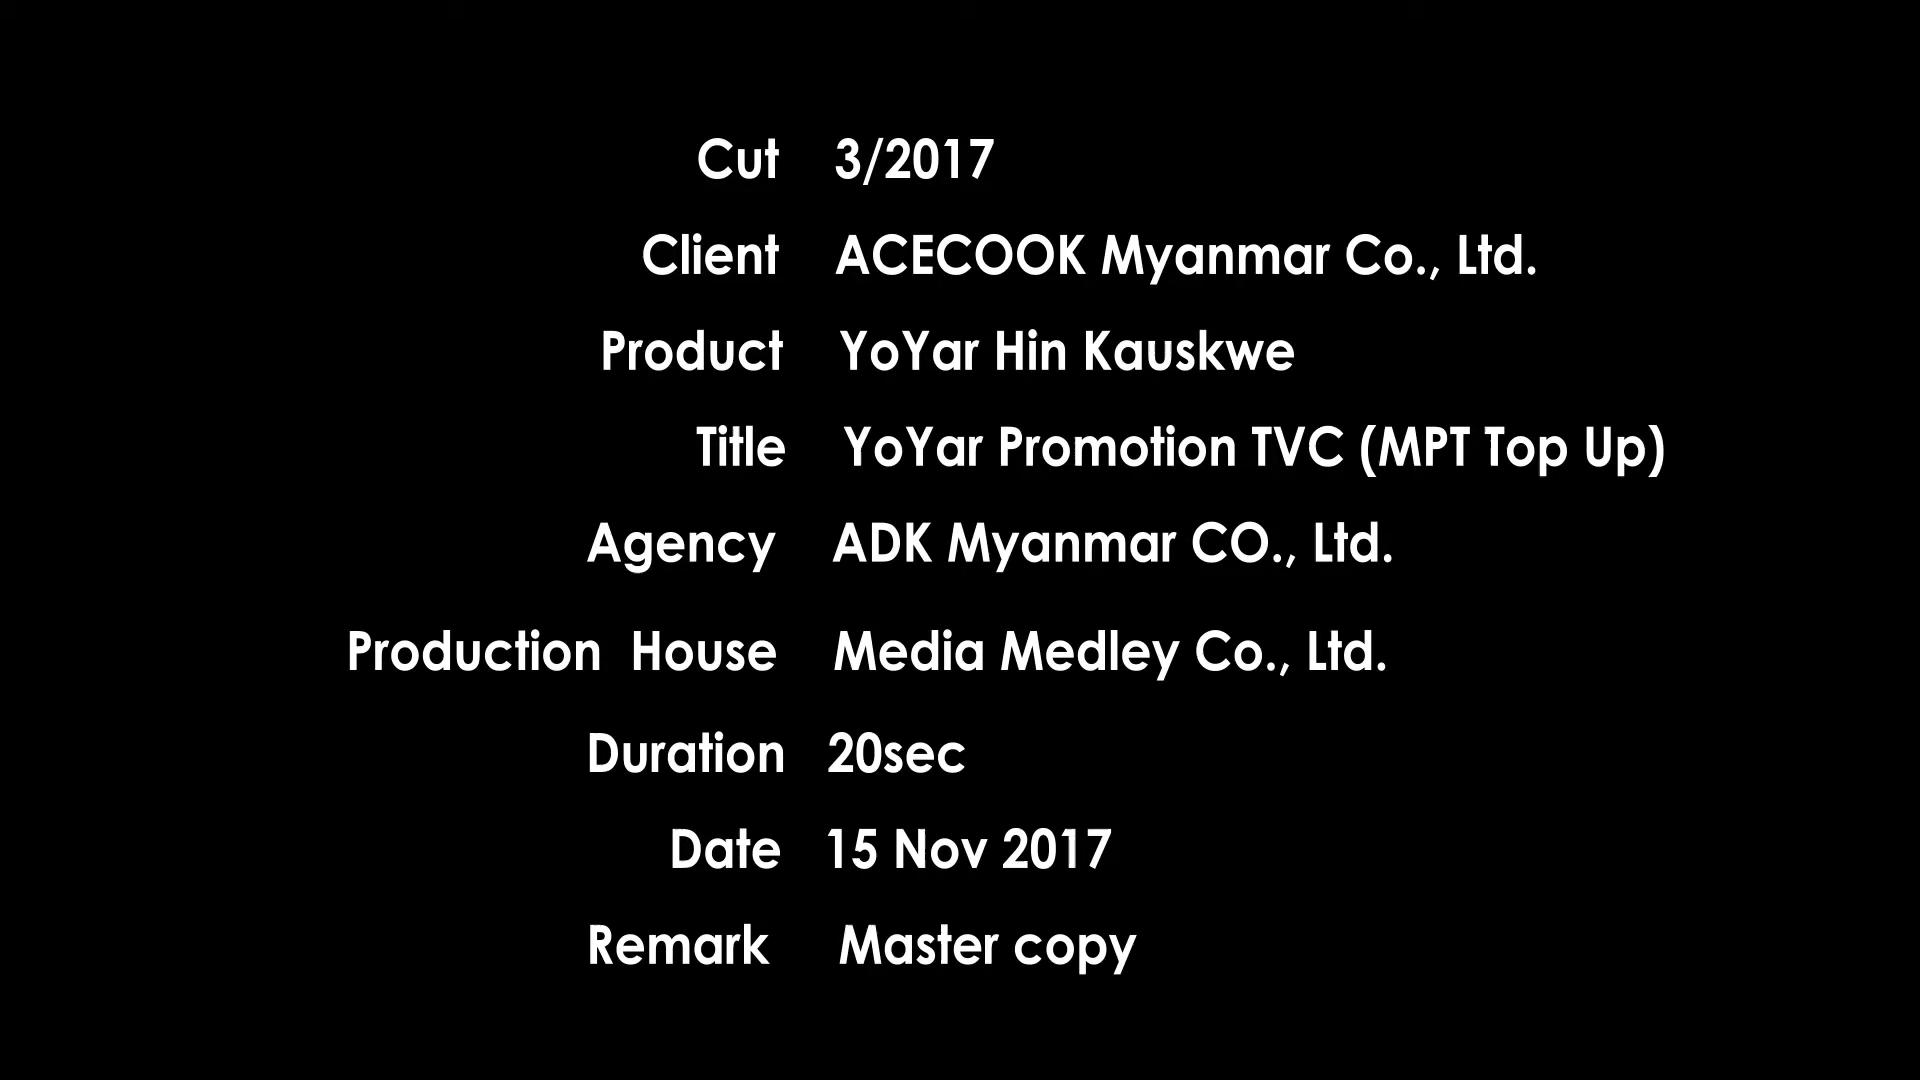 Cut 3/2017
Client ACECOOK Myanmar Co., Ltd.
Product YoYar Hin Kauskwe
Title YoYar Promotion TVC (MPT Top Up)
Agency ADK Myanmar CO., Ltd.
Production House Media Medley Co., Ltd.
Duration 20sec
Date 15 Nov 2017
Remark Master copy